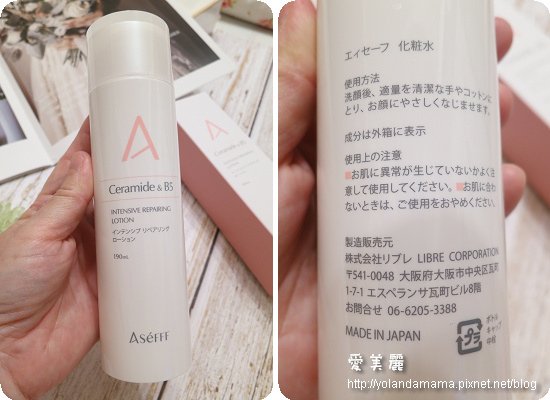 A
Ceramide & B5
INTENSIVE REPAIRING
LOTION
インテンシブ リペアリング
ローション
190mL
ASéFFF
A
Ceramide & B5
エイセーフ 化粧水
使用方法
洗顔後、適量を清潔な手やコットンに
とり、お顔にやさしくなじませます。
成分は外箱に表示
使用上の注意
■お肌に異常が生じていないかよく注
意して使用してください。■お肌に合わ
ないときは、ご使用をおやめください。
製造販売元
株式会社リブレ LIBRE CORPORATION
〒541-0048 大阪府大阪市中央区瓦町
1-7-1 エスペランサ瓦町ビル8階
お問合せ 06-6205-3388
MADE IN JAPAN
プラ
ボトル
キャップ
中栓
愛美麗
http://yolandamama.pixnet.net/blog